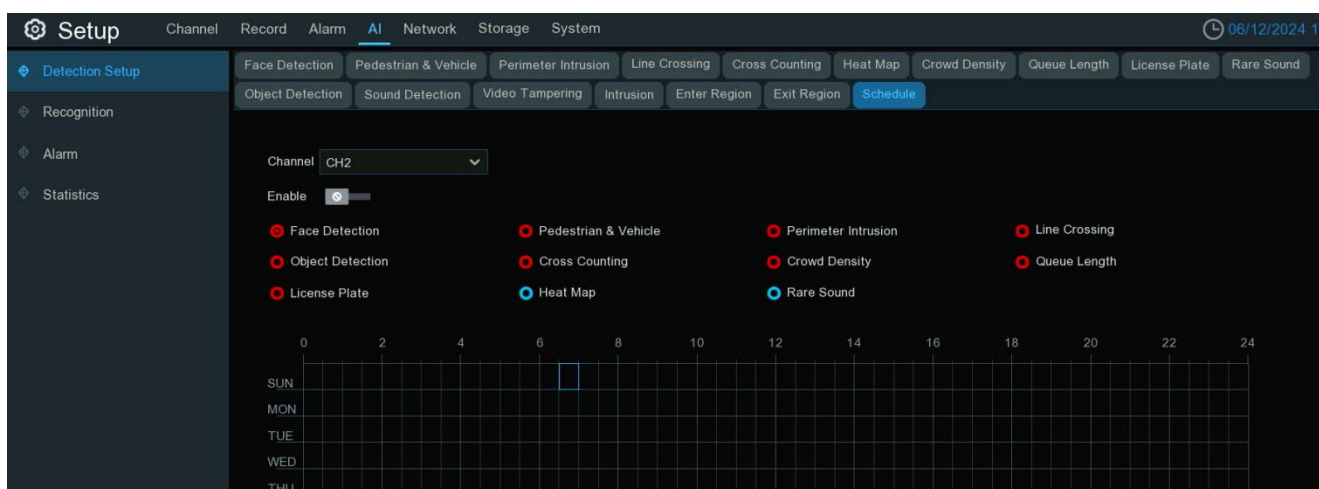 Setup Channel Record Alarm AI Network Storage System 06/12/2024 1
Detection Setup
Recognition
Alarm
Statistics
Face Detection Pedestrian & Vehicle Perimeter Intrusion Line Crossing Cross Counting Heat Map Crowd Density Queue Length License Plate Rare Sound
Object Detection Sound Detection Video Tampering Intrusion Enter Region Exit Region Schedule
Channel CH2
Enable
Face Detection Pedestrian & Vehicle Perimeter Intrusion Line Crossing
Object Detection Cross Counting Crowd Density Queue Length
License Plate Heat Map Rare Sound
0 2 4 6 8 10 12 14 16 18 20 22 24
SUN
MON
TUE
WED
THU